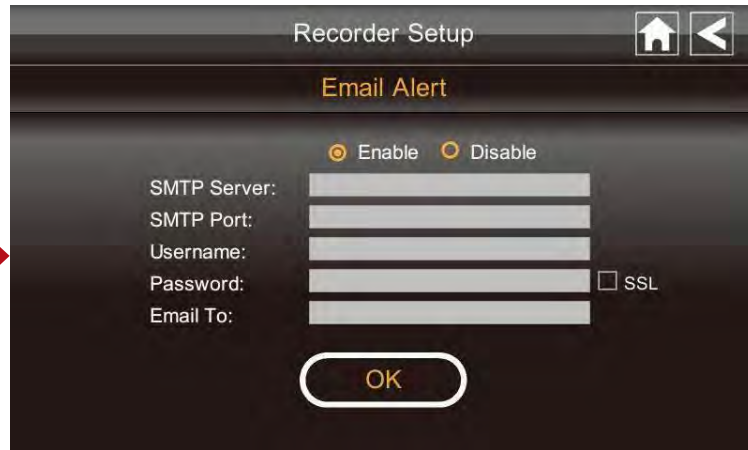 Recorder Setup
Email Alert
Enable Disable
SMTP Server:
SMTP Port:
Username:
Password: SSL
Email To:
OK